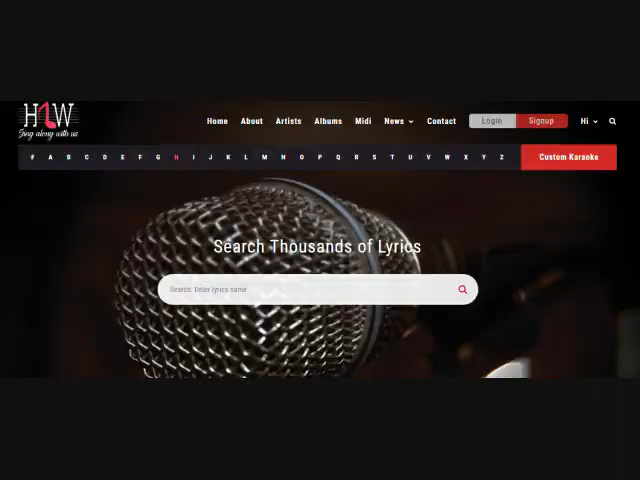 HLW
Sing along with us
Home About Artists Albums Midi News Contact Login Signup Hi
# A B C D E F G H I J K L M N O P Q R S T U V W X Y Z Custom Karaoke
Search Thousands of Lyrics
Search: Enter lyrics name